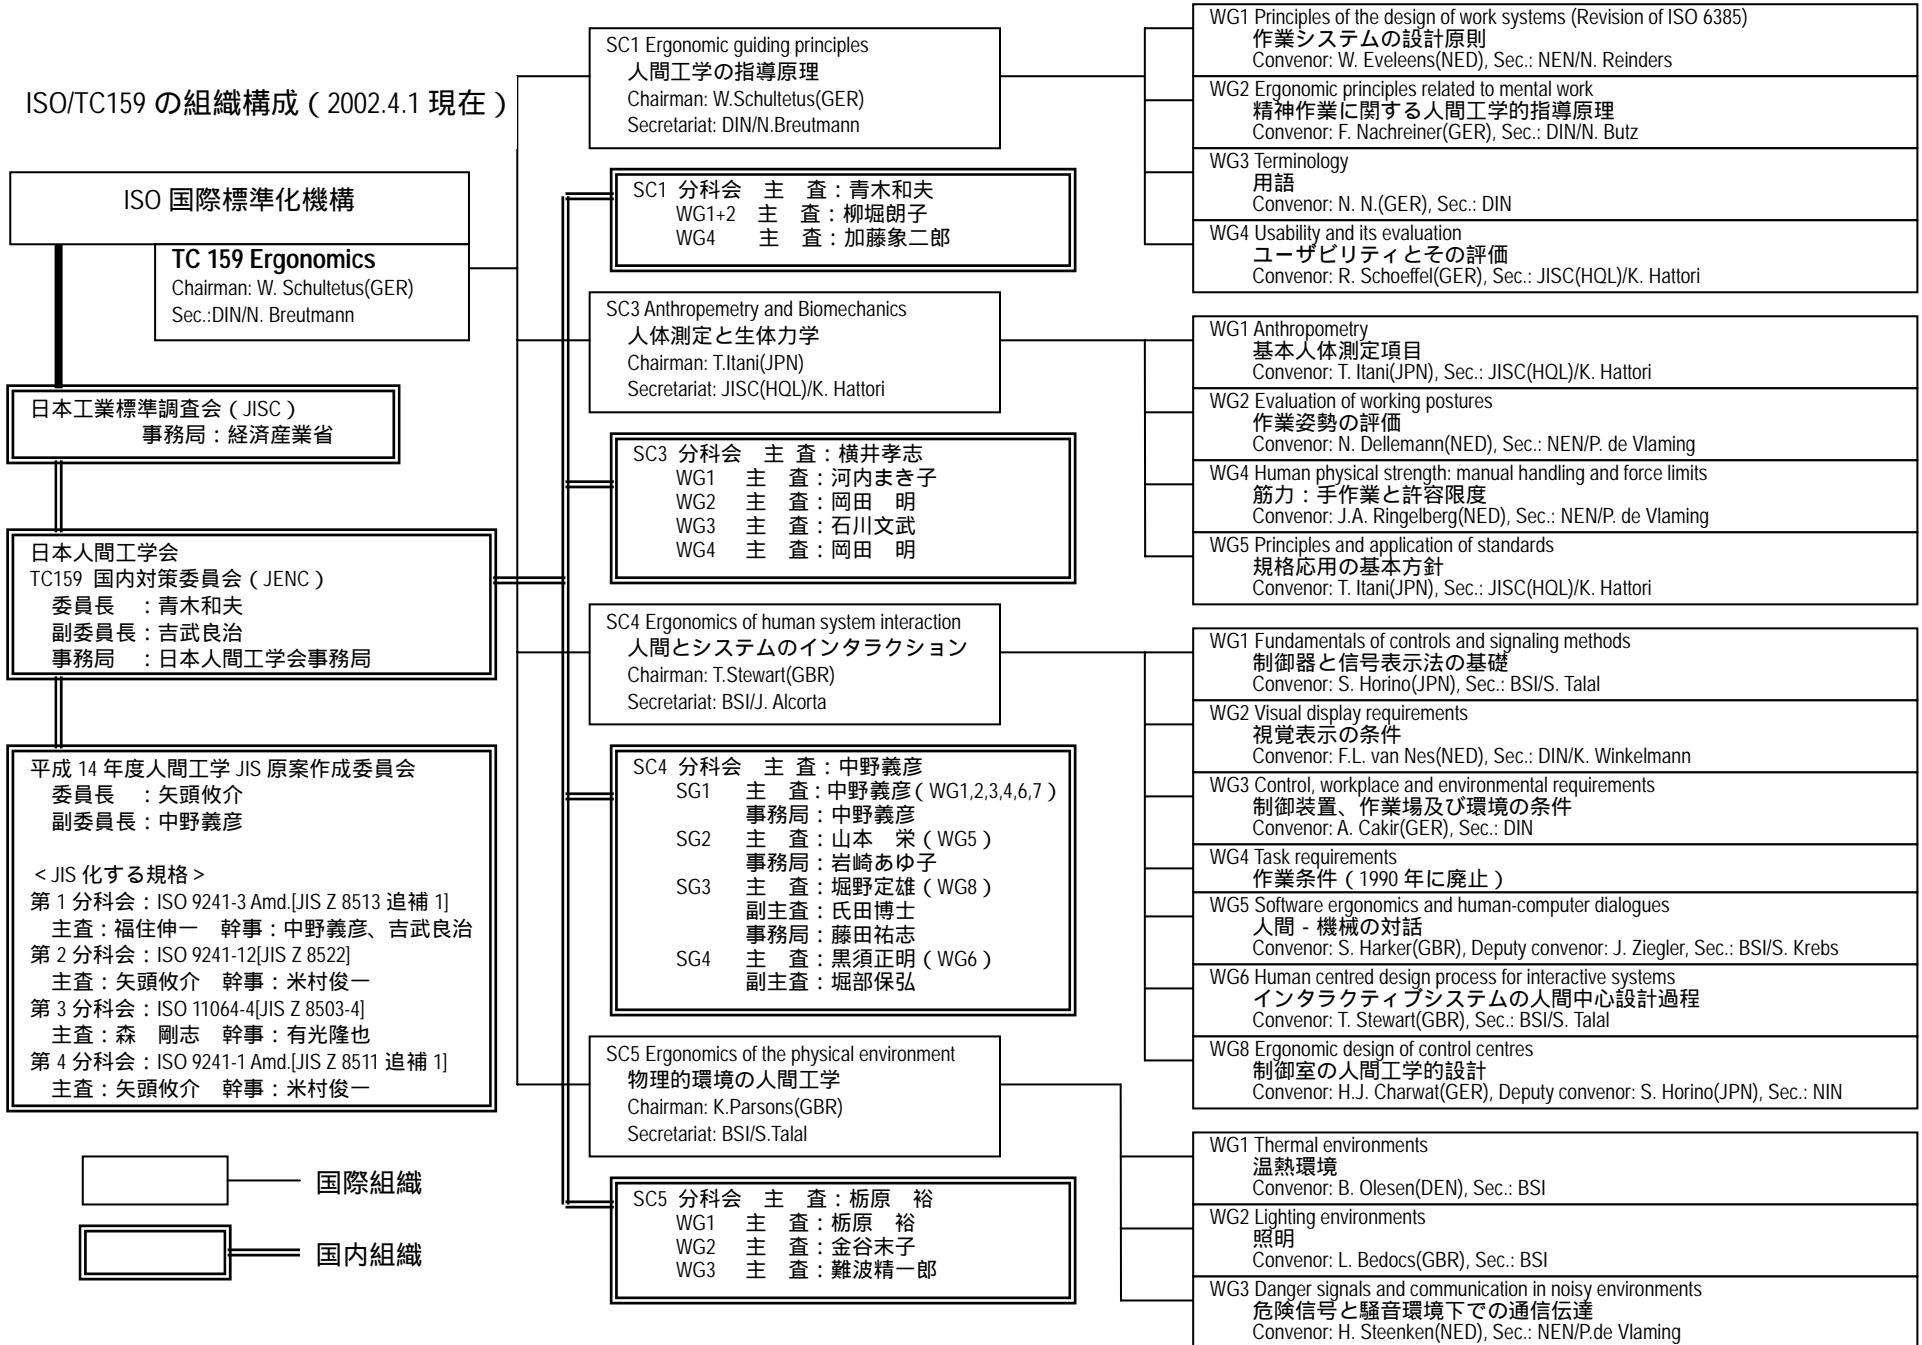 ISO/TC159 の組織構成(2002.4.1 現在)
ISO 国際標準化機構
TC 159 Ergonomics
Chairman: W. Schultetus(GER)
Sec.:DIN/N. Breutmann
日本工業標準調査会(JISC)
事務局:経済産業省
日本人間工学会
TC159 国内対策委員会(JENC)
委員長 :青木和夫
副委員長:吉武良治
事務局 :日本人間工学会事務局
平成 14 年度人間工学 JIS 原案作成委員会
委員長 :矢頭攸介
副委員長:中野義彦
<JIS 化する規格>
第 1 分科会:ISO 9241-3 Amd.[JIS Z 8513 追補 1]
主査:福住伸一 幹事:中野義彦、吉武良治
第 2 分科会:ISO 9241-12[JIS Z 8522]
主査:矢頭攸介 幹事:米村俊一
第 3 分科会:ISO 11064-4[JIS Z 8503-4]
主査:森 剛志 幹事:有光隆也
第 4 分科会:ISO 9241-1 Amd.[JIS Z 8511 追補 1]
主査:矢頭攸介 幹事:米村俊一
国際組織
国内組織
SC1 Ergonomic guiding principles
人間工学の指導原理
Chairman: W.Schultetus(GER)
Secretariat: DIN/N.Breutmann
SC1 分科会 主 査:青木和夫
WG1+2 主 査:柳堀朗子
WG4 主 査:加藤象二郎
SC3 Anthropemetry and Biomechanics
人体測定と生体力学
Chairman: T.Itani(JPN)
Secretariat: JISC(HQL)/K. Hattori
SC3 分科会 主 査:横井孝志
WG1 主 査:河内まき子
WG2 主 査:岡田 明
WG3 主 査:石川文武
WG4 主 査:岡田 明
SC4 Ergonomics of human system interaction
人間とシステムのインタラクション
Chairman: T.Stewart(GBR)
Secretariat: BSI/J. Alcorta
SC4 分科会 主 査:中野義彦
SG1 主 査:中野義彦(WG1,2,3,4,6,7)
事務局:中野義彦
SG2 主 査:山本 栄(WG5)
事務局:岩崎あゆ子
SG3 主 査:堀野定雄(WG8)
副主査:氏田博士
事務局:藤田祐志
SG4 主 査:黒須正明(WG6)
副主査:堀部保弘
SC5 Ergonomics of the physical environment
物理的環境の人間工学
Chairman: K.Parsons(GBR)
Secretariat: BSI/S.Talal
SC5 分科会 主 査:栃原 裕
WG1 主 査:栃原 裕
WG2 主 査:金谷末子
WG3 主 査:難波精一郎
WG1 Principles of the design of work systems (Revision of ISO 6385)
作業システムの設計原則
Convenor: W. Eveleens(NED), Sec.: NEN/N. Reinders
WG2 Ergonomic principles related to mental work
精神作業に関する人間工学的指導原理
Convenor: F. Nachreiner(GER), Sec.: DIN/N. Butz
WG3 Terminology
用語
Convenor: N. N.(GER), Sec.: DIN
WG4 Usability and its evaluation
ユーザビリティとその評価
Convenor: R. Schoeffel(GER), Sec.: JISC(HQL)/K. Hattori
WG1 Anthropometry
基本人体測定項目
Convenor: T. Itani(JPN), Sec.: JISC(HQL)/K. Hattori
WG2 Evaluation of working postures
作業姿勢の評価
Convenor: N. Dellemann(NED), Sec.: NEN/P. de Vlaming
WG4 Human physical strength: manual handling and force limits
筋力:手作業と許容限度
Convenor: J.A. Ringelberg(NED), Sec.: NEN/P. de Vlaming
WG5 Principles and application of standards
規格応用の基本方針
Convenor: T. Itani(JPN), Sec.: JISC(HQL)/K. Hattori
WG1 Fundamentals of controls and signaling methods
制御器と信号表示法の基礎
Convenor: S. Horino(JPN), Sec.: BSI/S. Talal
WG2 Visual display requirements
視覚表示の条件
Convenor: F.L. van Nes(NED), Sec.: DIN/K. Winkelmann
WG3 Control, workplace and environmental requirements
制御装置、作業場及び環境の条件
Convenor: A. Cakir(GER), Sec.: DIN
WG4 Task requirements
作業条件(1990 年に廃止)
WG5 Software ergonomics and human-computer dialogues
人間 - 機械の対話
Convenor: S. Harker(GBR), Deputy convenor: J. Ziegler, Sec.: BSI/S. Krebs
WG6 Human centred design process for interactive systems
インタラクティブシステムの人間中心設計過程
Convenor: T. Stewart(GBR), Sec.: BSI/S. Talal
WG8 Ergonomic design of control centres
制御室の人間工学的設計
Convenor: H.J. Charwat(GER), Deputy convenor: S. Horino(JPN), Sec.: NIN
WG1 Thermal environments
温熱環境
Convenor: B. Olesen(DEN), Sec.: BSI
WG2 Lighting environments
照明
Convenor: L. Bedocs(GBR), Sec.: BSI
WG3 Danger signals and communication in noisy environments
危険信号と騒音環境下での通信伝達
Convenor: H. Steenken(NED), Sec.: NEN/P.de Vlaming